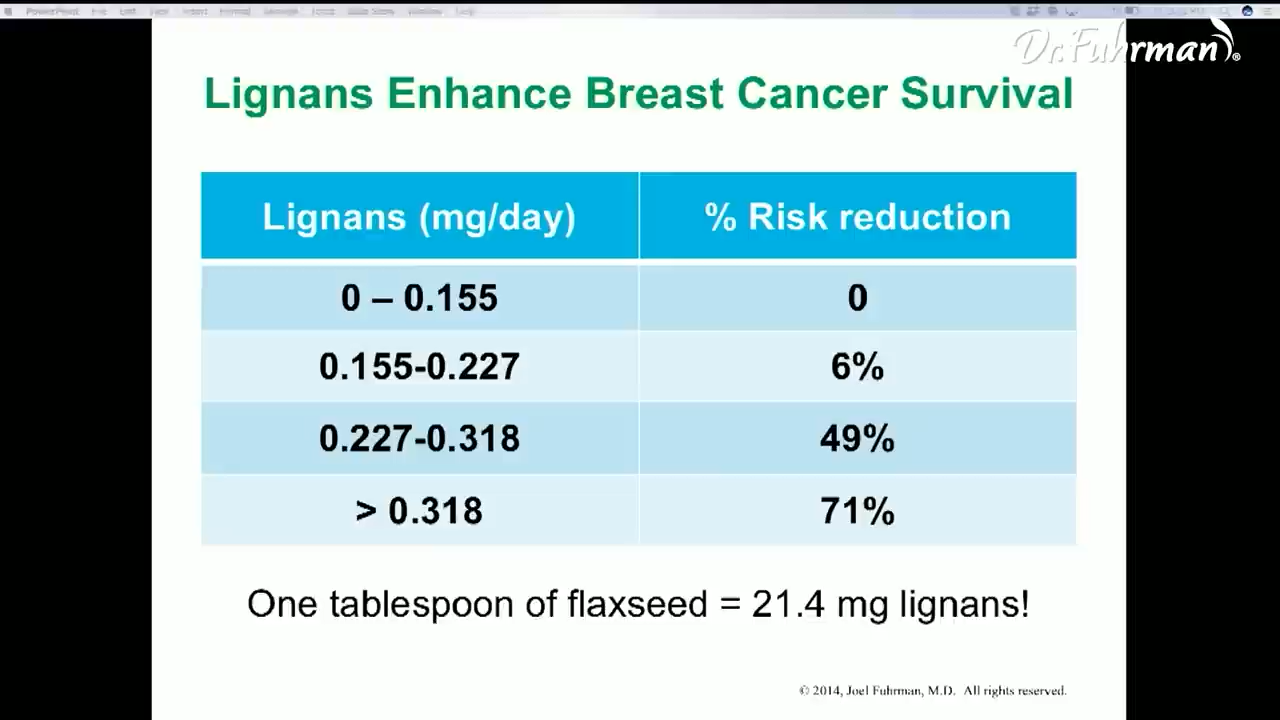 Dr. Fuhrman®
Lignans Enhance Breast Cancer Survival
Lignans (mg/day) % Risk reduction
0 – 0.155 0
0.155-0.227 6%
0.227-0.318 49%
> 0.318 71%
One tablespoon of flaxseed = 21.4 mg lignans!
© 2014, Joel Fuhrman, M.D. All rights reserved.